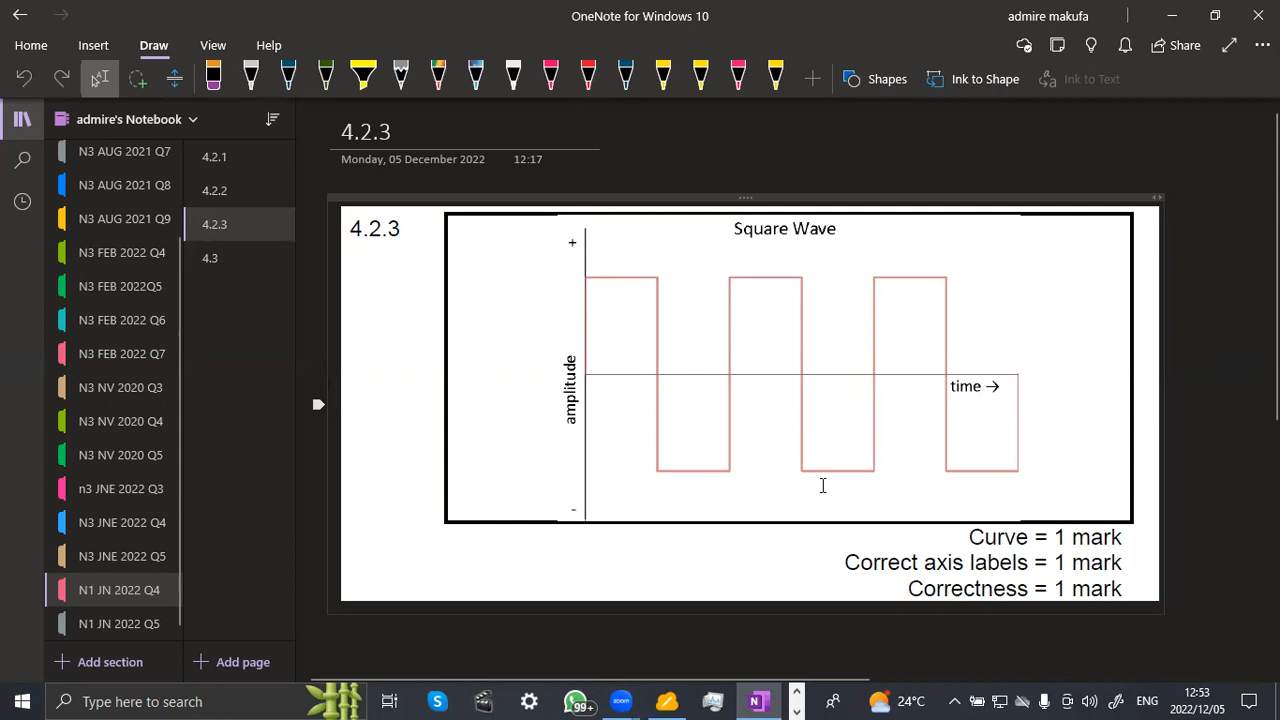 OneNote for Windows 10
admire makufa
Home
Insert
Draw
View
Help
Share
Shapes
Ink to Shape
Ink to Text
admire's Notebook
N3 AUG 2021 Q7
N3 AUG 2021 Q8
N3 AUG 2021 Q9
N3 FEB 2022 Q4
N3 FEB 2022Q5
N3 FEB 2022 Q6
N3 FEB 2022 Q7
N3 NV 2020 Q3
N3 NV 2020 Q4
N3 NV 2020 Q5
n3 JNE 2022 Q3
N3 JNE 2022 Q4
N3 JNE 2022 Q5
N1 JN 2022 Q4
N1 JN 2022 Q5
Add section
4.2.1
4.2.2
4.2.3
4.3
Add page
4.2.3
Monday, 05 December 2022 12:17
4.2.3
Square Wave
+
amplitude
time →
-
Curve = 1 mark
Correct axis labels = 1 mark
Correctness = 1 mark
Type here to search
99+
zoom
24°C
ENG
12:53
2022/12/05